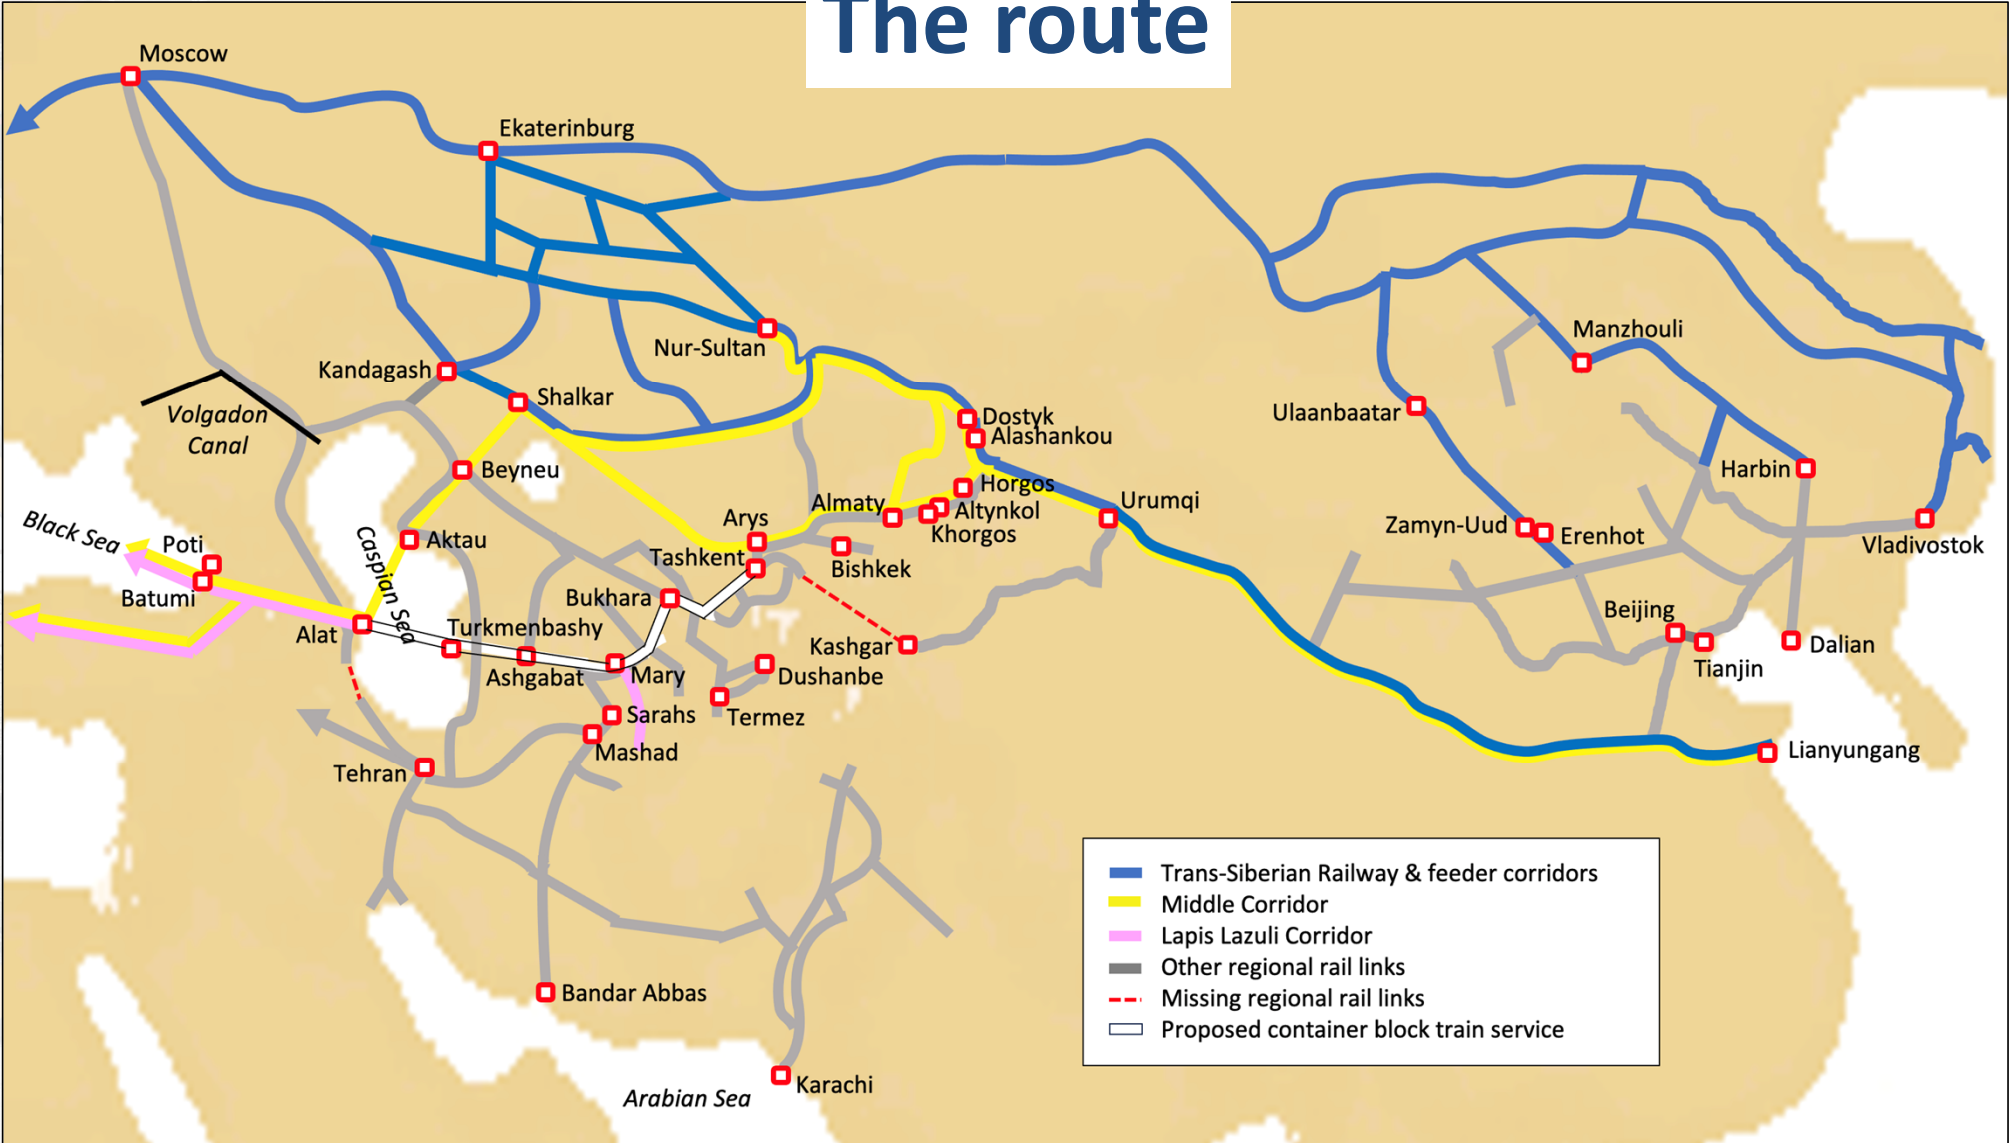 The route
Moscow
Ekaterinburg
Nur-Sultan
Manzhouli
Kandagash
Shalkar
Volgadon
Canal
Ulaanbaatar
Dostyk
Alashankou
Beyneu
Harbin
Horgos
Urumqi
Almaty
Altynkol
Khorgos
Black Sea
Poti
Batumi
Caspian Sea
Aktau
Arys
Tashkent
Bishkek
Zamyn-Uud
Erenhot
Vladivostok
Bukhara
Alat
Turkmenbashy
Ashgabat
Mary
Kashgar
Dushanbe
Beijing
Tianjin
Dalian
Sarahs
Termez
Mashad
Tehran
Lianyungang
Bandar Abbas
Karachi
Arabian Sea
Trans-Siberian Railway & feeder corridors
Middle Corridor
Lapis Lazuli Corridor
Other regional rail links
Missing regional rail links
Proposed container block train service